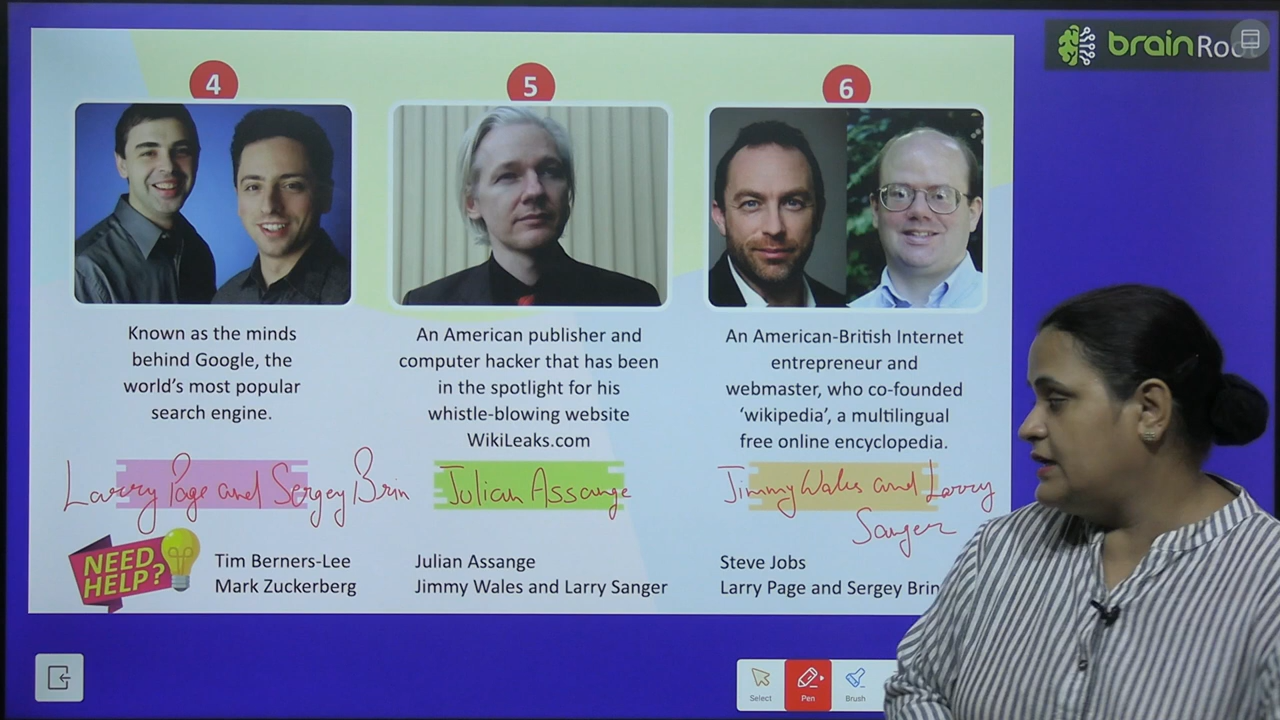 brainRo
4
5
6
Known as the minds
behind Google, the
world's most popular
search engine.
An American publisher and
computer hacker that has been
in the spotlight for his
whistle-blowing website
WikiLeaks.com
An American-British Internet
entrepreneur and
webmaster, who co-founded
'wikipedia', a multilingual
free online encyclopedia.
Larry Page and Sergey Brin
Julian Assange
Jimmy Wales and Larry
Sanger
NEED
HELP?
Tim Berners-Lee
Mark Zuckerberg
Julian Assange
Jimmy Wales and Larry Sanger
Steve Jobs
Larry Page and Sergey Brin
Select
Pen
Brush